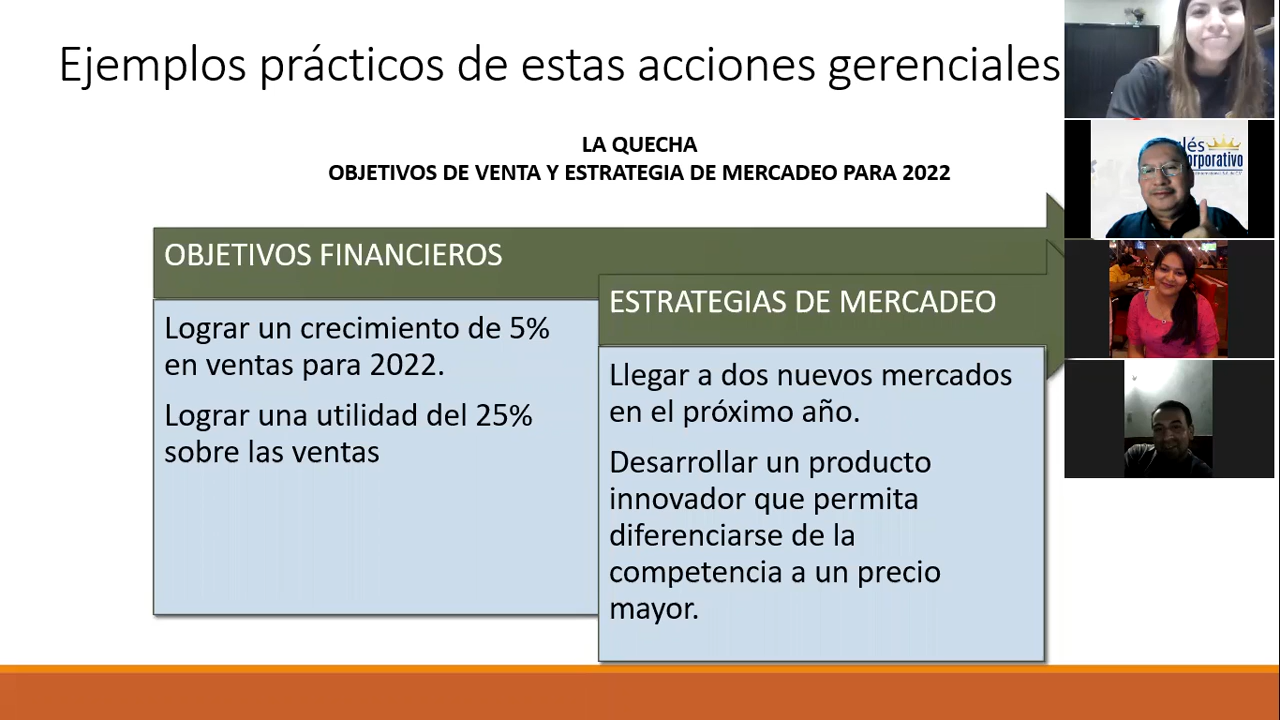 Ejemplos prácticos de estas acciones gerenciales
LA QUECHA
OBJETIVOS DE VENTA Y ESTRATEGIA DE MERCADEO PARA 2022
OBJETIVOS FINANCIEROS
Lograr un crecimiento de 5%
en ventas para 2022.
Lograr una utilidad del 25%
sobre las ventas
ESTRATEGIAS DE MERCADEO
Llegar a dos nuevos mercados
en el próximo año.
Desarrollar un producto
innovador que permita
diferenciarse de la
competencia a un precio
mayor.